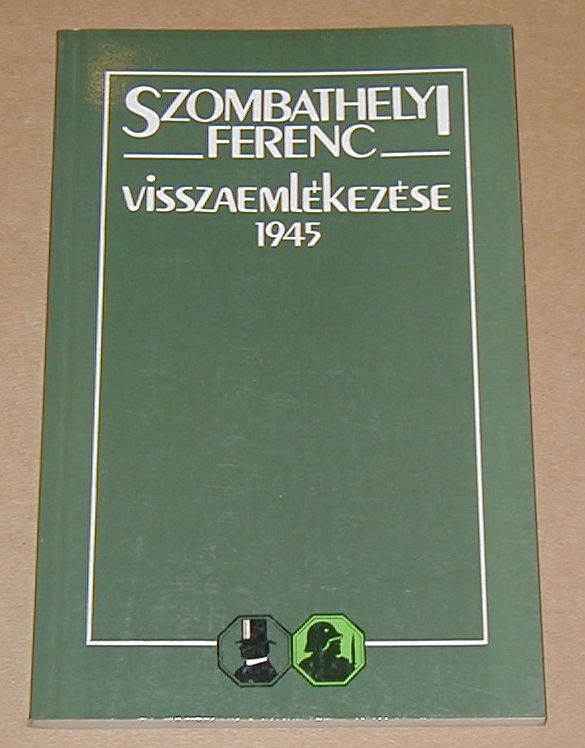 SZOMBATHELYI
FERENC
VISSZAEMLÉKEZÉSE
1945